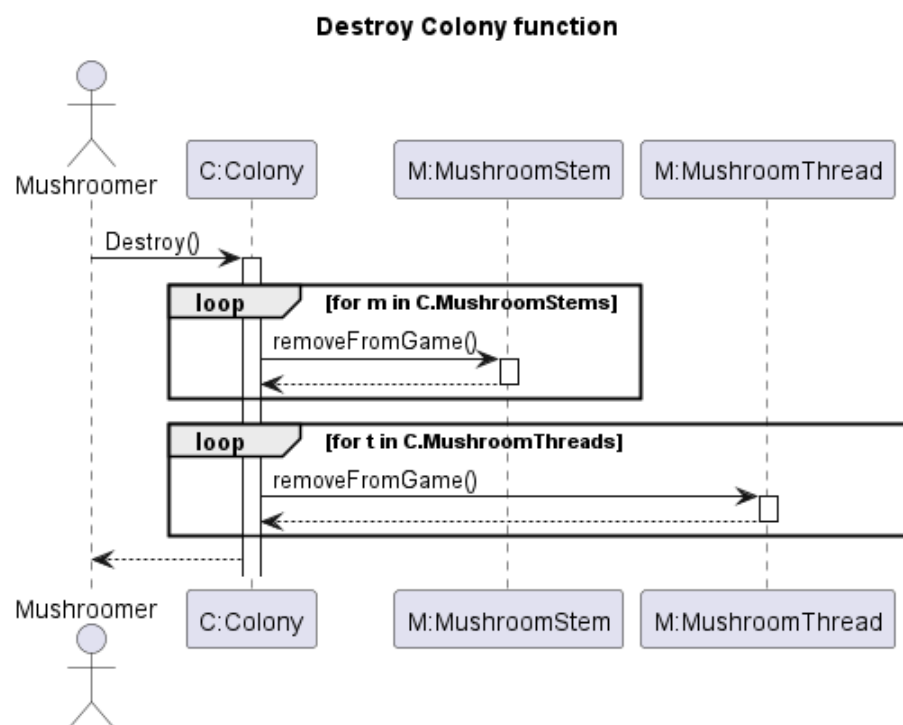 Destroy Colony function
Mushroomer
C:Colony
M:MushroomStem
M:MushroomThread
Destroy()
loop
[for m in C.MushroomStems]
removeFromGame()
loop
[for t in C.MushroomThreads]
removeFromGame()
Mushroomer
C:Colony
M:MushroomStem
M:MushroomThread